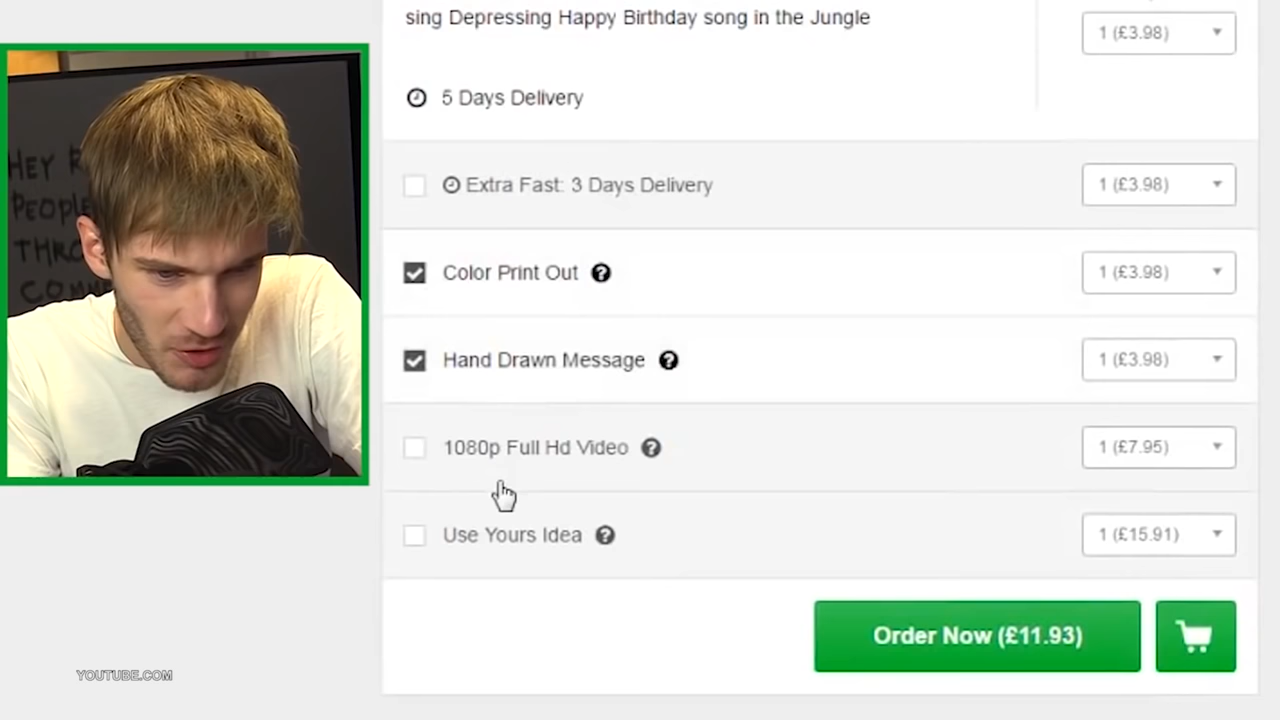 sing Depressing Happy Birthday song in the Jungle
1 (£3.98)
5 Days Delivery
Extra Fast: 3 Days Delivery
1 (£3.98)
Color Print Out
1 (£3.98)
Hand Drawn Message
1 (£3.98)
1080p Full Hd Video
1 (£7.95)
Use Yours Idea
1 (£15.91)
Order Now (£11.93)
HEY
PEOPLE
YOUTUBE.COM